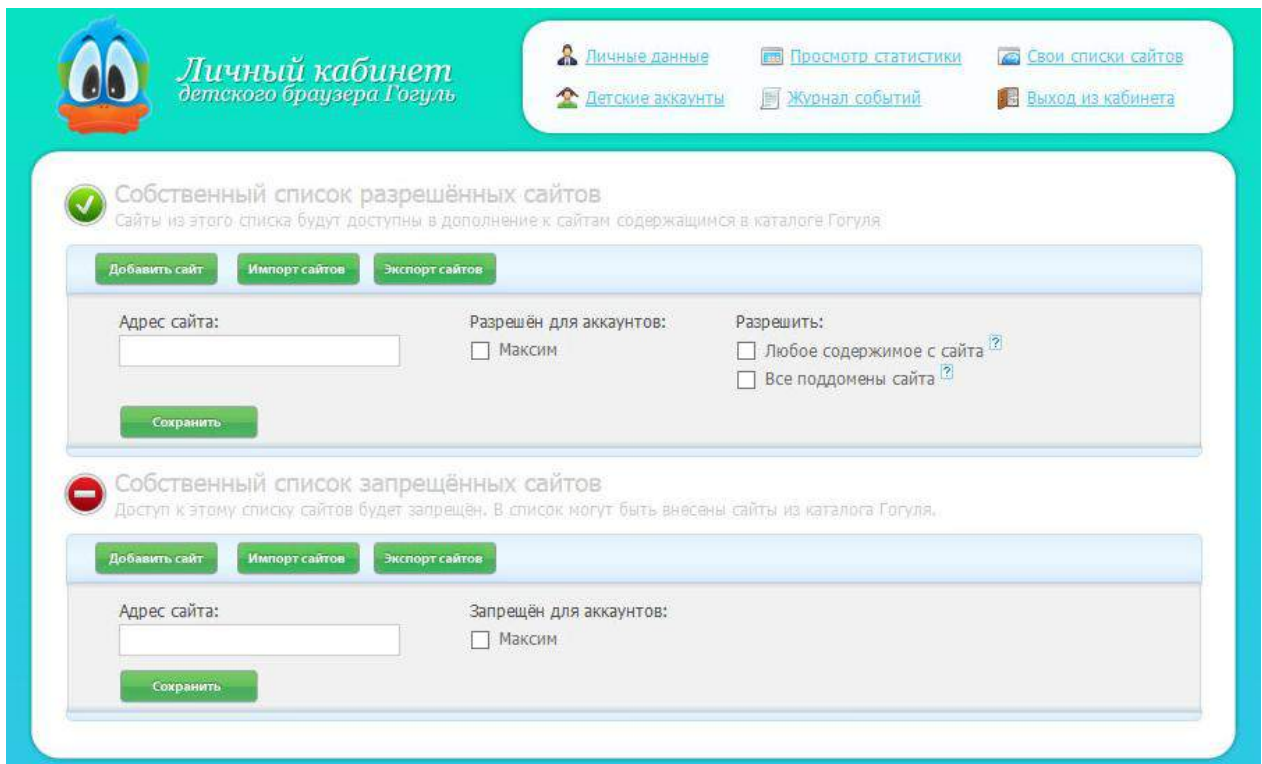 Личный кабинет
детского браузера Гогуль
Личные данные
Просмотр статистики
Свои списки сайтов
Детские аккаунты
Журнал событий
Выход из кабинета
Собственный список разрешённых сайтов
Сайты из этого списка будут доступны в дополнение к сайтам содержащимся в каталоге Гогуля
Добавить сайт Импорт сайтов Экспорт сайтов
Адрес сайта: Разрешён для аккаунтов: Разрешить:
Максим Любое содержимое с сайта ?
Все поддомены сайта ?
Сохранить
Собственный список запрещённых сайтов
Доступ к этому списку сайтов будет запрещён. В список могут быть внесены сайты из каталога Гогуля.
Добавить сайт Импорт сайтов Экспорт сайтов
Адрес сайта: Запрещён для аккаунтов:
Максим
Сохранить